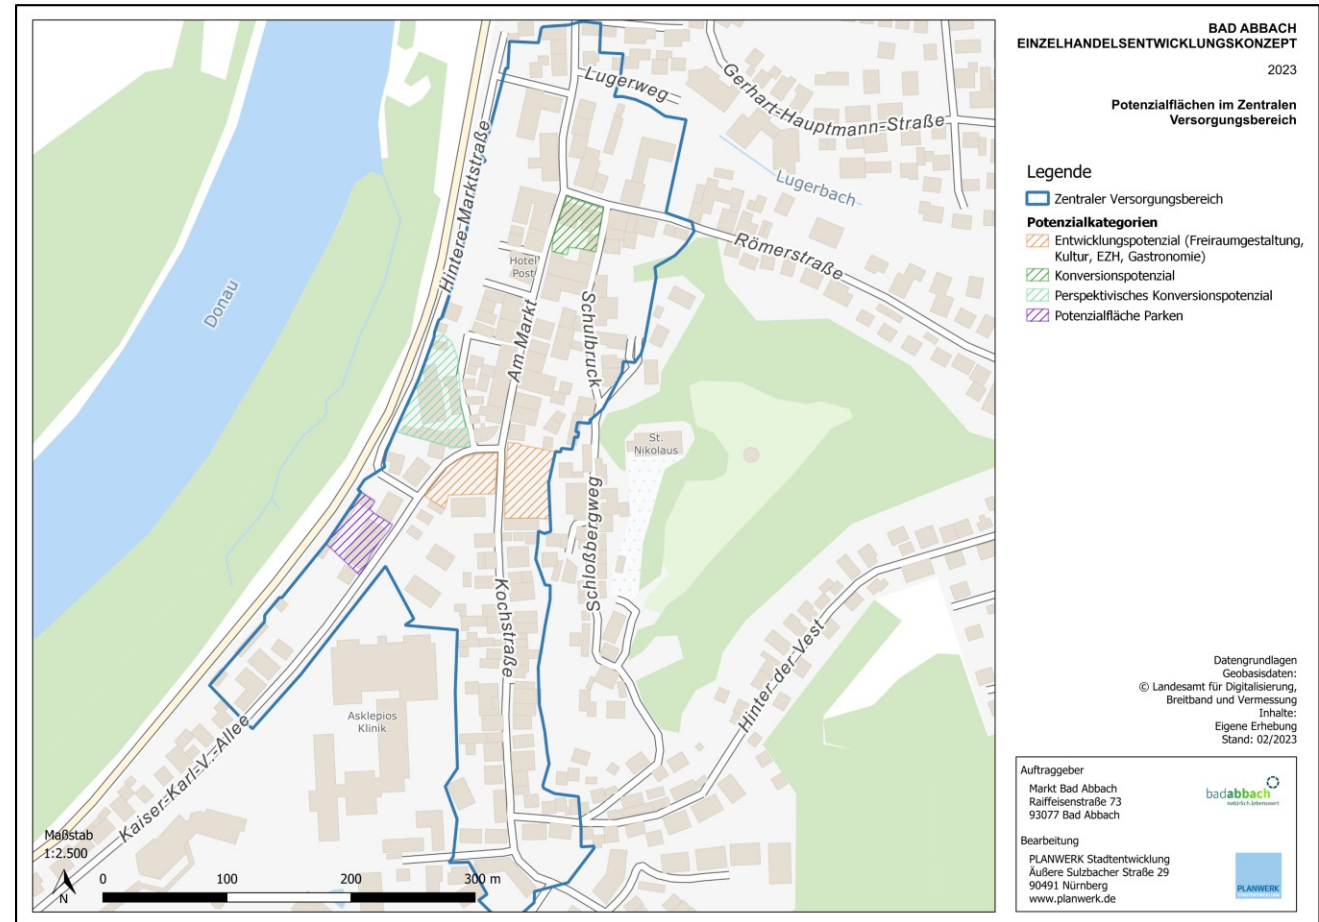 BAD ABBACH
EINZELHANDELSENTWICKLUNGSKONZEPT
2023
Potenzialflächen im Zentralen
Versorgungsbereich
Legende
Zentraler Versorgungsbereich
Potenzialkategorien
Entwicklungspotenzial (Freiraumgestaltung,
Kultur, EZH, Gastronomie)
Konversionspotenzial
Perspektivisches Konversionspotenzial
Potenzialfläche Parken
Lugerweg
Gerhart-Hauptmann-Straße
Hintere-Marktstraße
Lugerbach
Römerstraße
Donau
Hotel
Post
Am-Markt
Schulbruck
St.
Nikolaus
Schloßbergweg
Kochstraße
Hinter der Vest
Asklepios
Klinik
Kaiser-Karl-V.-Allee
Maßstab
1:2.500
N
0 100 200 300 m
Datengrundlagen
Geobasisdaten:
© Landesamt für Digitalisierung,
Breitband und Vermessung
Inhalte:
Eigene Erhebung
Stand: 02/2023
Auftraggeber
Markt Bad Abbach
Raiffeisenstraße 73
93077 Bad Abbach
badabbach
natürlich.lebenswert
Bearbeitung
PLANWERK Stadtentwicklung
Äußere Sulzbacher Straße 29
90491 Nürnberg
www.planwerk.de
PLANWERK